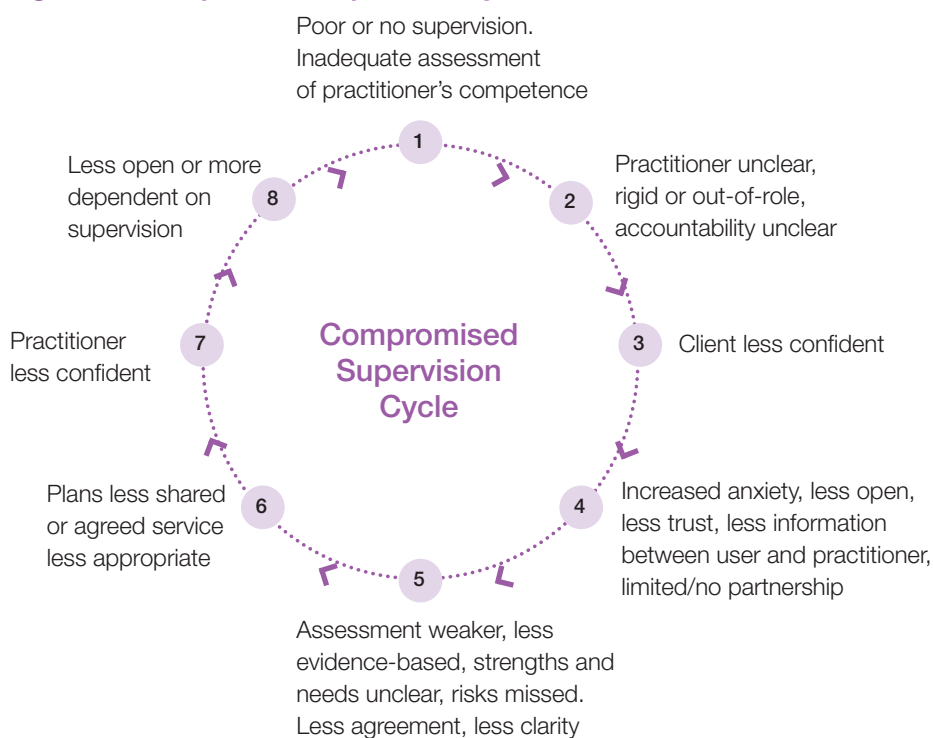 Poor or no supervision.
Inadequate assessment
of practitioner's competence
1
Practitioner unclear,
rigid or out-of-role,
accountability unclear
2
Client less confident
3
Increased anxiety, less open,
less trust, less information
between user and practitioner,
limited/no partnership
4
Assessment weaker, less
evidence-based, strengths and
needs unclear, risks missed.
Less agreement, less clarity
5
Plans less shared
or agreed service
less appropriate
6
Practitioner
less confident
7
Less open or more
dependent on
supervision
8
Compromised
Supervision
Cycle